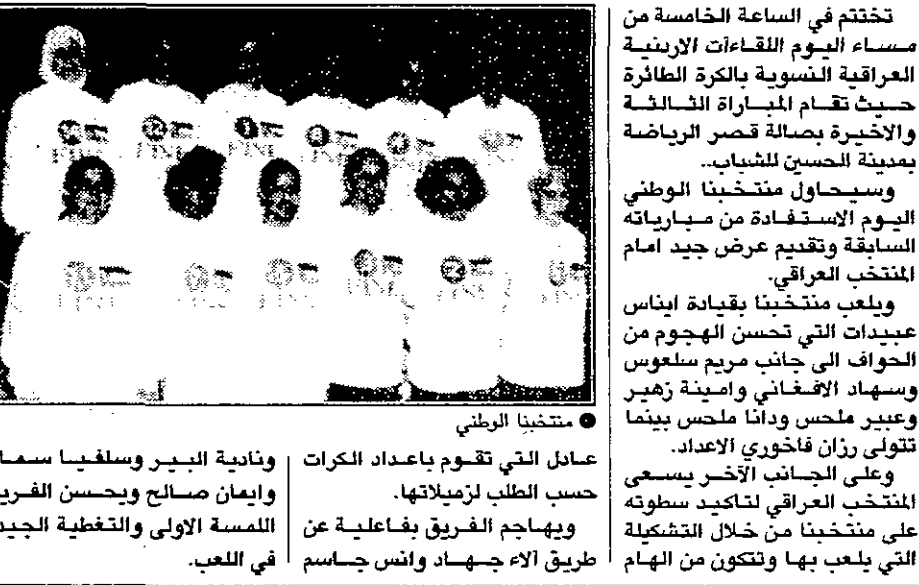 تختتم في الساعة الخامسة من
مساء اليوم اللقاءات الاردنية
العراقية النسوية بالكرة الطائرة
حيث تقام المباراة الثالثة
والاخيرة بصالة قصر الرياضة
بمدينة الحسين للشباب..
وسيحاول منتخبنا الوطني
اليوم الاستفادة من مبارياته
السابقة وتقديم عرض جيد امام
المنتخب العراقي.
ويلعب منتخبنا بقيادة ايناس
عبيدات التي تحسن الهجوم من
الحواف الى جانب مريم سلعوس
وسهاد الافغاني وامينة زهير
وعبير ملحس ودانا ملحس بينما
تتولى رزان فاخوري الاعداد.
وعلى الجانب الآخر يسعى
المنتخب العراقي لتاكيد سطوته
على منتخبنا من خلال التشكيلة
التي يلعب بها وتتكون من الهام
● منتخبنا الوطني
عادل التي تقوم باعداد الكرات
حسب الطلب لزميلاتها.
ويهاجم الفريق بفاعلية عن
طريق آلاء جهاد وانس جاسم
ونادية البير وسلفيا
وايمان صالح ويحسن
اللمسة الاولى والتغطية
في اللعب.
FINE
FINE
FINE
FINE